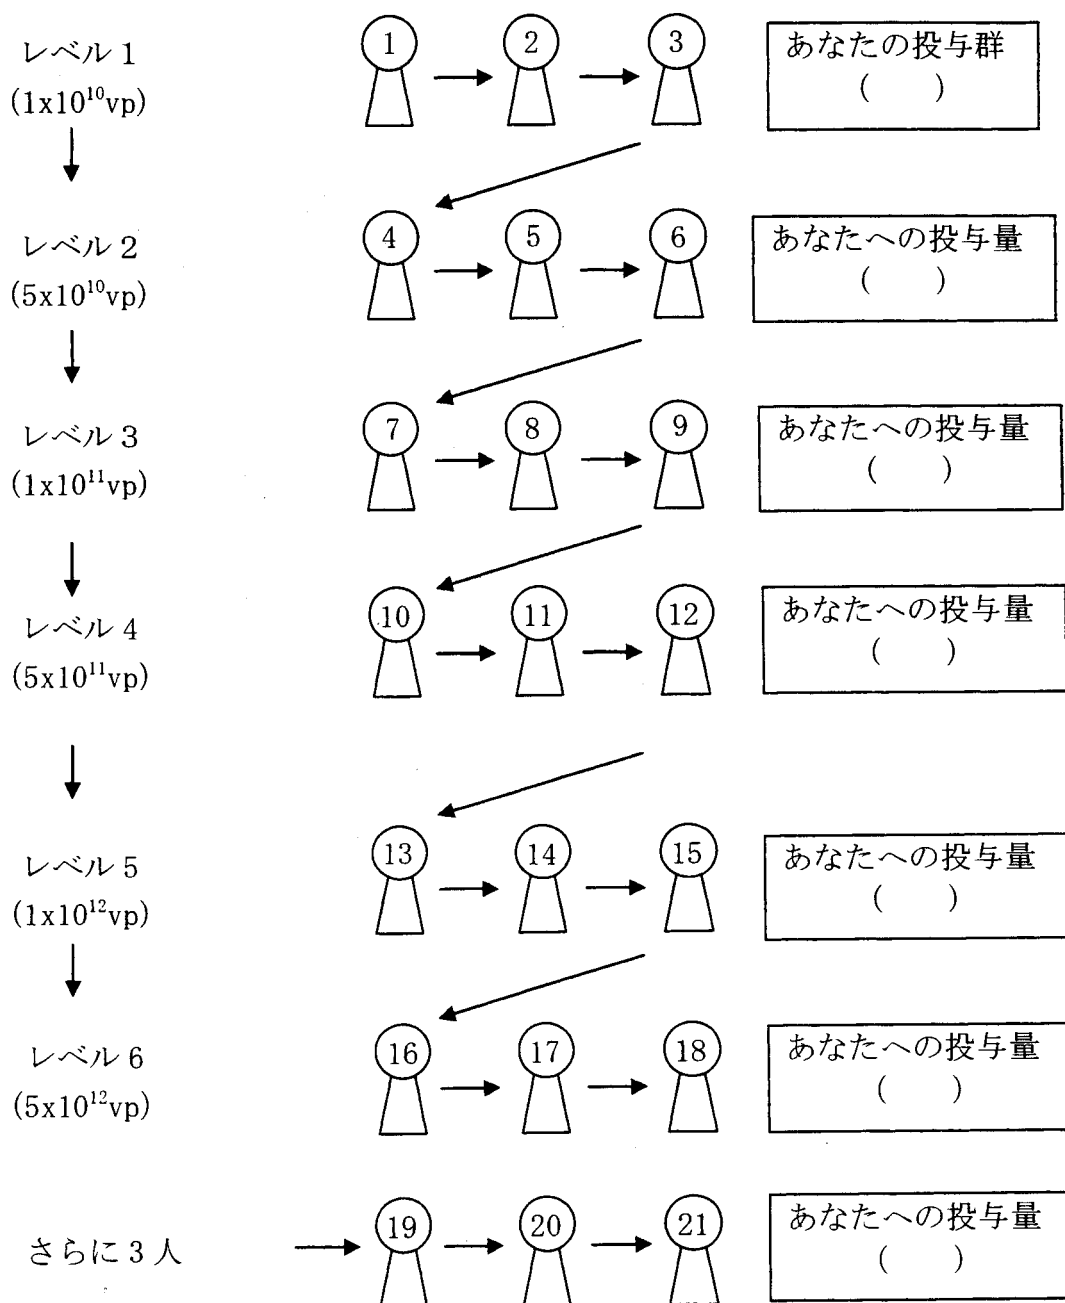 レベル 1
(1x10¹⁰vp)
① ② ③
あなたの投与群
(　　)
レベル 2
(5x10¹⁰vp)
④ ⑤ ⑥
あなたへの投与量
(　　)
レベル 3
(1x10¹¹vp)
⑦ ⑧ ⑨
あなたへの投与量
(　　)
レベル 4
(5x10¹¹vp)
⑩ ⑪ ⑫
あなたへの投与量
(　　)
レベル 5
(1x10¹²vp)
⑬ ⑭ ⑮
あなたへの投与量
(　　)
レベル 6
(5x10¹²vp)
⑯ ⑰ ⑱
あなたへの投与量
(　　)
さらに 3 人
⑲ ⑳ ㉑
あなたへの投与量
(　　)